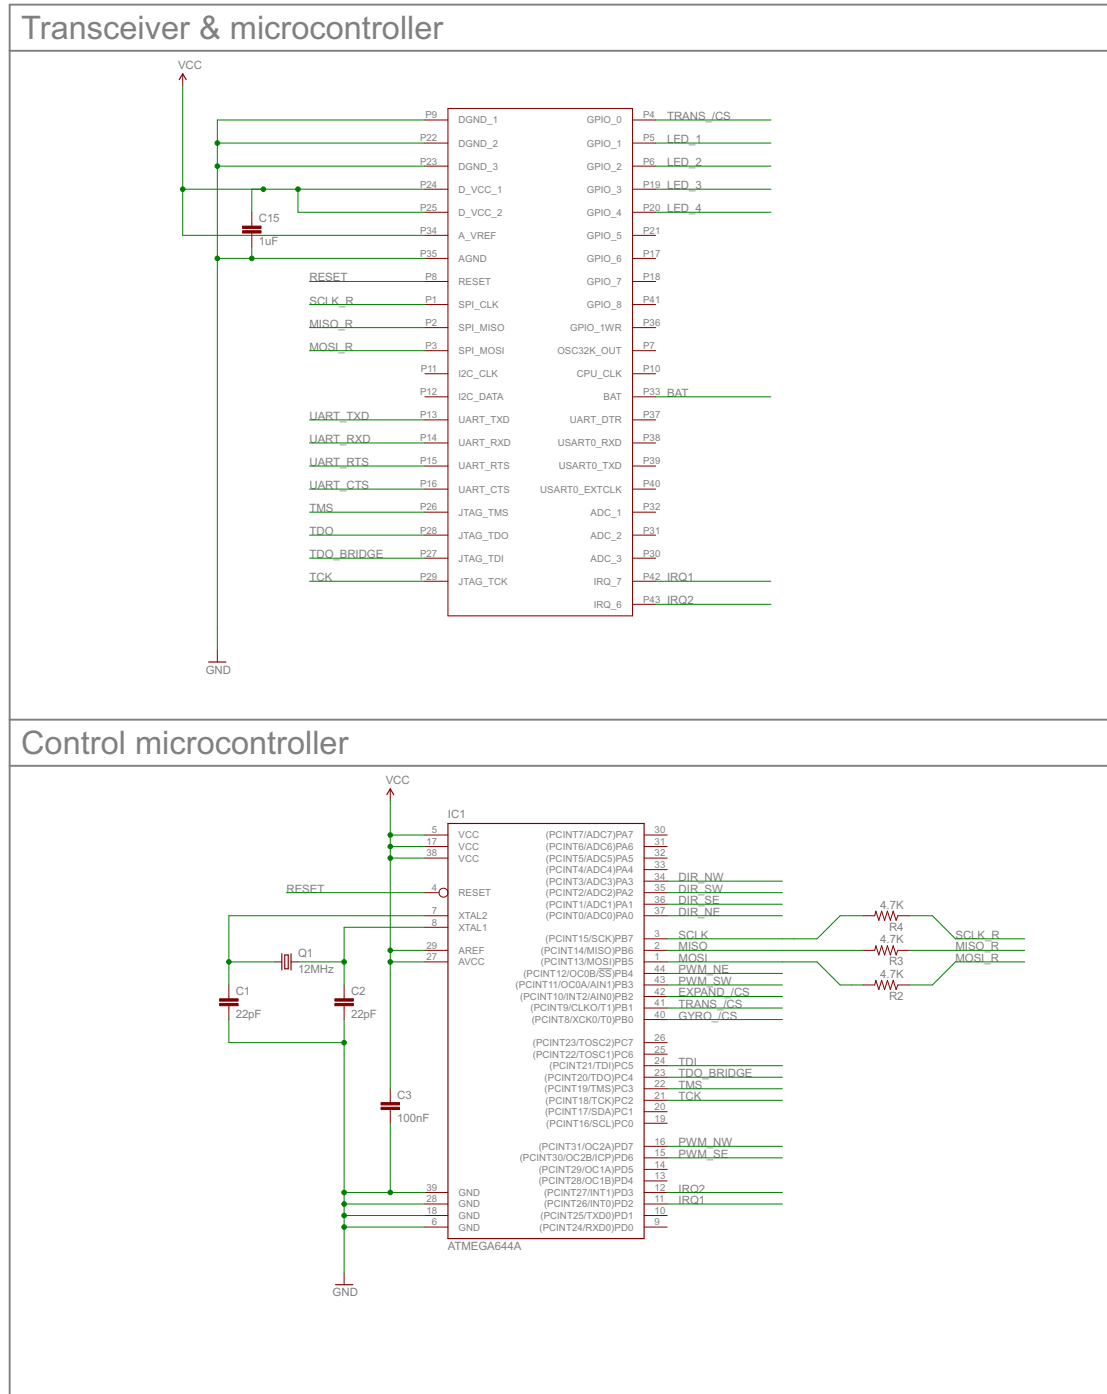 Transceiver & microcontroller
VCC
P9 DGND_1 GPIO_0 P4 TRANS_/CS
P22 DGND_2 GPIO_1 P5 LED_1
P23 DGND_3 GPIO_2 P6 LED_2
P24 D_VCC_1 GPIO_3 P19 LED_3
P25 D_VCC_2 GPIO_4 P20 LED_4
C15
1uF
P34 A_VREF GPIO_5 P21
P35 AGND GPIO_6 P17
RESET P8 RESET GPIO_7 P18
SCLK_R P1 SPI_CLK GPIO_8 P41
MISO_R P2 SPI_MISO GPIO_1WR P36
MOSI_R P3 SPI_MOSI OSC32K_OUT P7
P11 I2C_CLK CPU_CLK P10
P12 I2C_DATA BAT P33 BAT
UART_TXD P13 UART_TXD UART_DTR P37
UART_RXD P14 UART_RXD USART0_RXD P38
UART_RTS P15 UART_RTS USART0_TXD P39
UART_CTS P16 UART_CTS USART0_EXTCLK P40
TMS P26 JTAG_TMS ADC_1 P32
TDO P28 JTAG_TDO ADC_2 P31
TDO_BRIDGE P27 JTAG_TDI ADC_3 P30
TCK P29 JTAG_TCK IRQ_7 P42 IRQ1
IRQ_6 P43 IRQ2
GND
Control microcontroller
VCC
IC1
5 VCC (PCINT7/ADC7)PA7 30
17 VCC (PCINT6/ADC6)PA6 31
38 VCC (PCINT5/ADC5)PA5 32
(PCINT4/ADC4)PA4 33
(PCINT3/ADC3)PA3 34 DIR_NW
RESET 4 RESET (PCINT2/ADC2)PA2 35 DIR_SW
(PCINT1/ADC1)PA1 36 DIR_SE
7 XTAL2 (PCINT0/ADC0)PA0 37 DIR_NE
8 XTAL1
4.7K
R4
(PCINT15/SCK)PB7 3 SCLK SCLK_R
29 AREF (PCINT14/MISO)PB6 2 MISO 4.7K R3 MISO_R
27 AVCC (PCINT13/MOSI)PB5 1 MOSI MOSI_R
4.7K
R2
Q1
12MHz
(PCINT12/OC0B/SS)PB4 44 PWM_NE
(PCINT11/OC0A/AIN1)PB3 43 PWM_SW
(PCINT10/INT2/AIN0)PB2 42 EXPAND_/CS
(PCINT9/CLKO/T1)PB1 41 TRANS_/CS
(PCINT8/XCK0/T0)PB0 40 GYRO_/CS
C1
22pF
C2
22pF
(PCINT23/TOSC2)PC7 26
(PCINT22/TOSC1)PC6 25
(PCINT21/TDI)PC5 24 TDI
(PCINT20/TDO)PC4 23 TDO_BRIDGE
(PCINT19/TMS)PC3 22 TMS
(PCINT18/TCK)PC2 21 TCK
(PCINT17/SDA)PC1 20
(PCINT16/SCL)PC0 19
C3
100nF
(PCINT31/OC2A)PD7 16 PWM_NW
(PCINT30/OC2B/ICP)PD6 15 PWM_SE
(PCINT29/OC1A)PD5 14
(PCINT28/OC1B)PD4 13
39 GND (PCINT27/INT1)PD3 12 IRQ2
28 GND (PCINT26/INT0)PD2 11 IRQ1
18 GND (PCINT25/TXD0)PD1 10
6 GND (PCINT24/RXD0)PD0 9
ATMEGA644A
GND